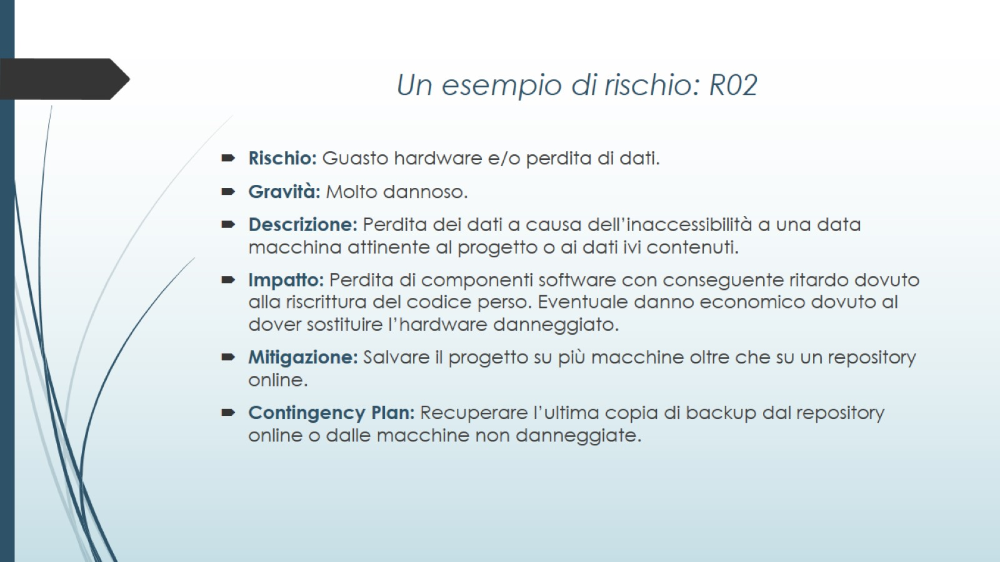 Un esempio di rischio: R02
Rischio: Guasto hardware e/o perdita di dati.
Gravità: Molto dannoso.
Descrizione: Perdita dei dati a causa dell’inaccessibilità a una data
macchina attinente al progetto o ai dati ivi contenuti.
Impatto: Perdita di componenti software con conseguente ritardo dovuto
alla riscrittura del codice perso. Eventuale danno economico dovuto al
dover sostituire l’hardware danneggiato.
Mitigazione: Salvare il progetto su più macchine oltre che su un repository
online.
Contingency Plan: Recuperare l’ultima copia di backup dal repository
online o dalle macchine non danneggiate.